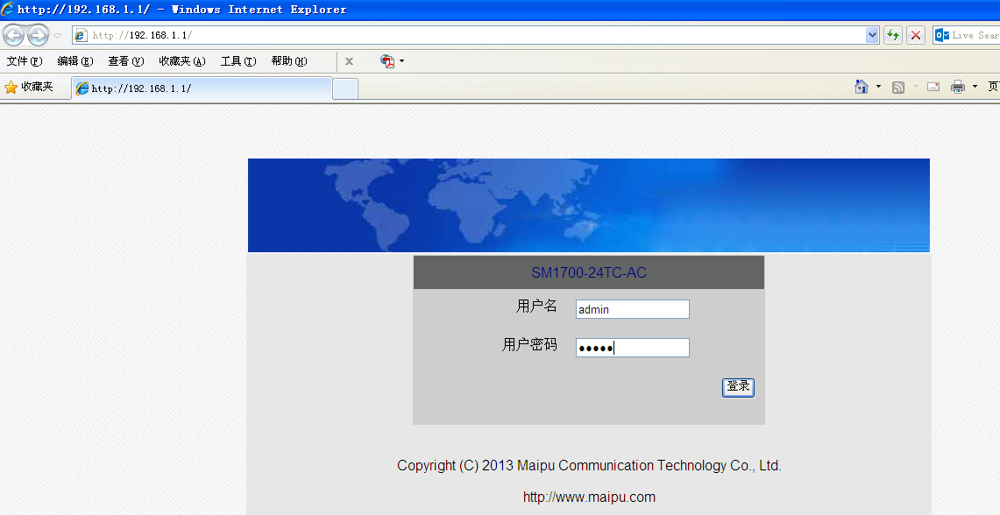 http://192.168.1.1/ - Windows Internet Explorer
http://192.168.1.1/
Live Sear
文件(F) 编辑(E) 查看(V) 收藏夹(A) 工具(T) 帮助(H)
收藏夹 http://192.168.1.1/
SM1700-24TC-AC
用户名 admin
用户密码 •••••
登录
Copyright (C) 2013 Maipu Communication Technology Co., Ltd.
http://www.maipu.com